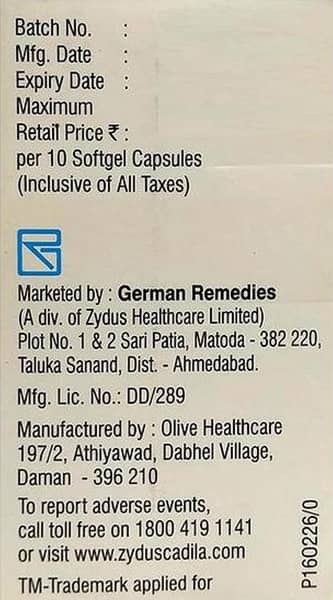 Batch No. :
Mfg. Date :
Expiry Date :
Maximum
Retail Price ₹ :
per 10 Softgel Capsules
(Inclusive of All Taxes)
Marketed by : German Remedies
(A div. of Zydus Healthcare Limited)
Plot No. 1 & 2 Sari Patia, Matoda - 382 220,
Taluka Sanand, Dist. - Ahmedabad.
Mfg. Lic. No.: DD/289
Manufactured by : Olive Healthcare
197/2, Athiyawad, Dabhel Village,
Daman - 396 210
To report adverse events,
call toll free on 1800 419 1141
or visit www.zyduscadila.com
TM-Trademark applied for
P160226/0